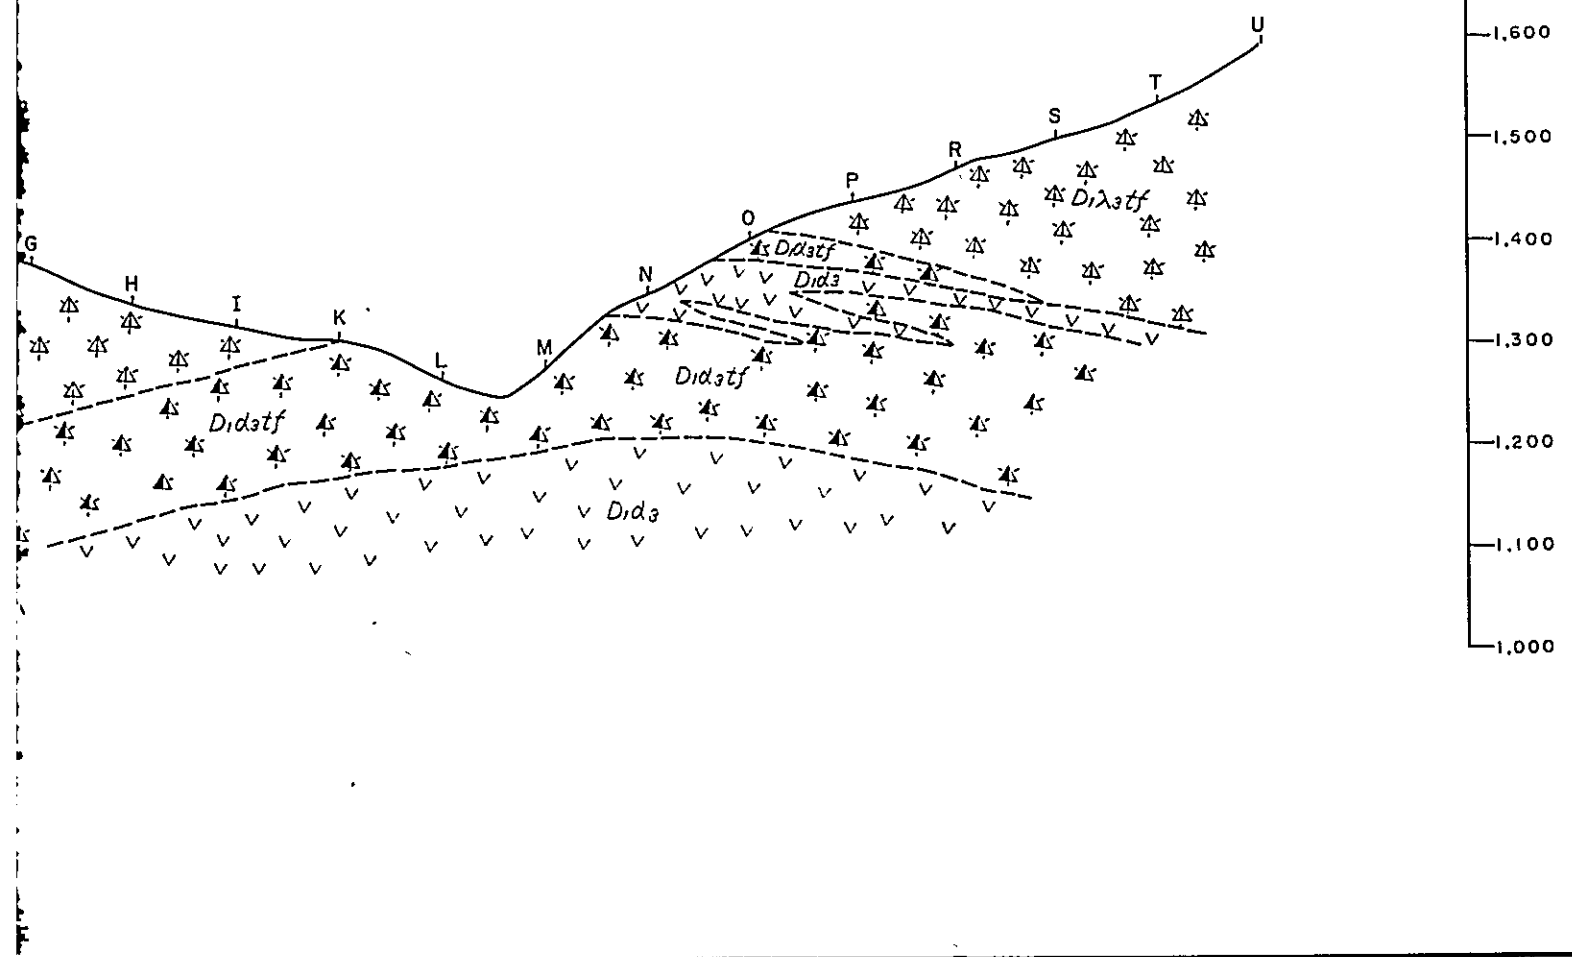 U
1,600
T
S
1,500
R
P
D₁λ₃tf
O
1,400
G
D₁α₃tf
N
D₁α₃
H
I
K
1,300
M
L
D₁α₃tf
D₁α₃tf
1,200
D₁α₃
1,100
1,000